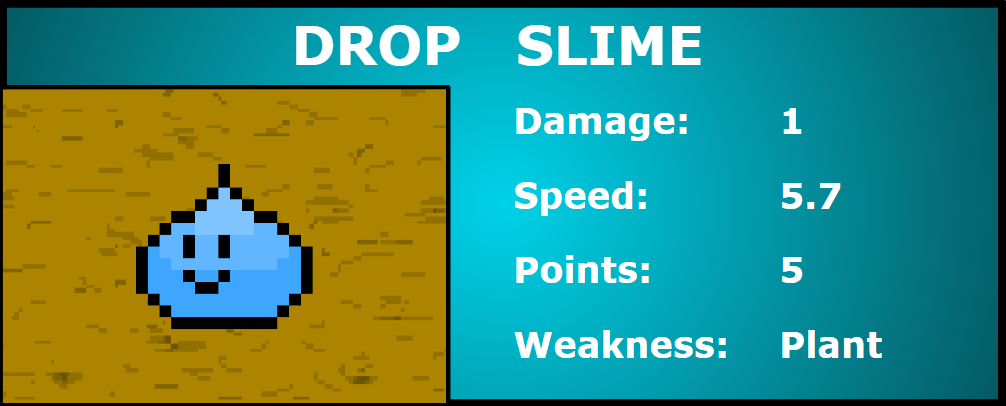 DROP SLIME
Damage: 1
Speed: 5.7
Points: 5
Weakness: Plant